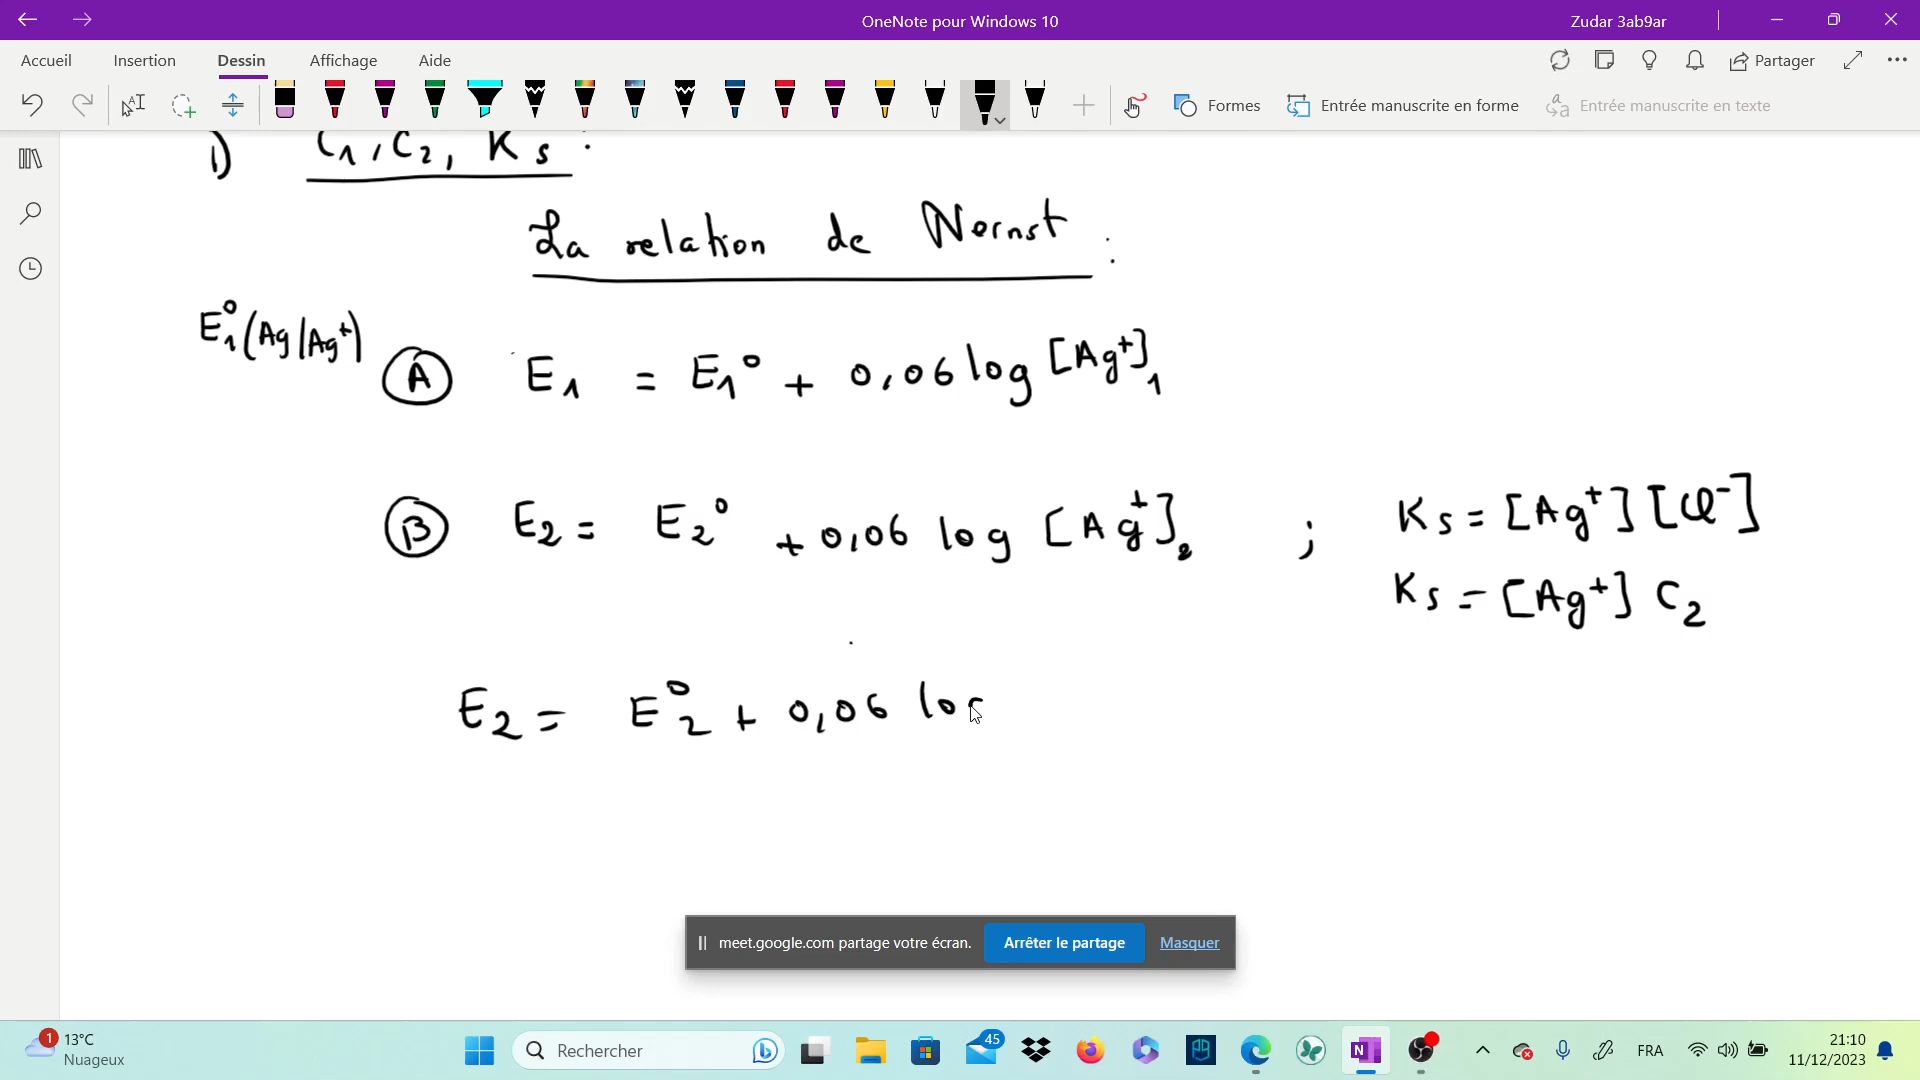 OneNote pour Windows 10
Zudar 3ab9ar
Accueil Insertion Dessin Affichage Aide
Partager
Formes
Entrée manuscrite en forme
Entrée manuscrite en texte
1) C1, C2, Ks :
La relation de Nernst :
E1° (Ag|Ag+)
A E1 = E1° + 0,06 log [Ag+]1
B E2 = E2° + 0,06 log [Ag+]2 ; Ks = [Ag+] [Cl-]
Ks = [Ag+] C2
E2 = E°2 + 0,06 lo
meet.google.com partage votre écran. Arrêter le partage Masquer
1 13°C
Nuageux
Rechercher
45
FRA
21:10
11/12/2023